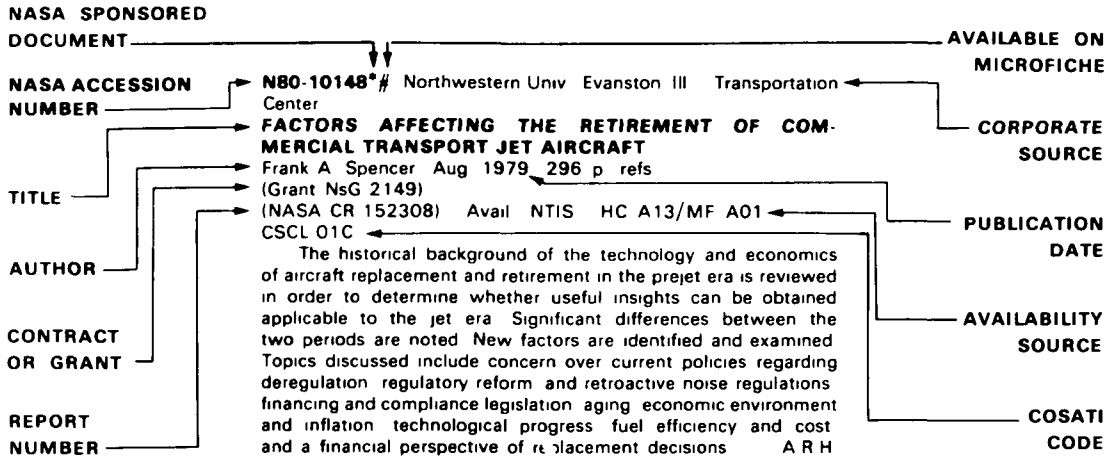 NASA SPONSORED
DOCUMENT
AVAILABLE ON
MICROFICHE
NASA ACCESSION
NUMBER
N80-10148*# Northwestern Univ Evanston Ill Transportation
Center
CORPORATE
SOURCE
FACTORS AFFECTING THE RETIREMENT OF COM-
MERCIAL TRANSPORT JET AIRCRAFT
TITLE
Frank A Spencer Aug 1979 296 p refs
(Grant NsG 2149)
(NASA CR 152308) Avail NTIS HC A13/MF A01
CSCL 01C
PUBLICATION
DATE
AUTHOR
The historical background of the technology and economics
of aircraft replacement and retirement in the prejet era is reviewed
in order to determine whether useful insights can be obtained
applicable to the jet era Significant differences between the
two periods are noted New factors are identified and examined
Topics discussed include concern over current policies regarding
deregulation regulatory reform and retroactive noise regulations
financing and compliance legislation aging economic environment
and inflation technological progress fuel efficiency and cost
and a financial perspective of replacement decisions A R H
CONTRACT
OR GRANT
AVAILABILITY
SOURCE
REPORT
NUMBER
COSATI
CODE